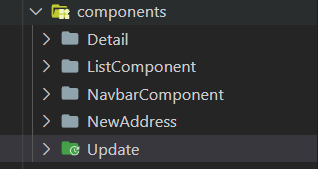 components
Detail
ListComponent
NavbarComponent
NewAddress
Update